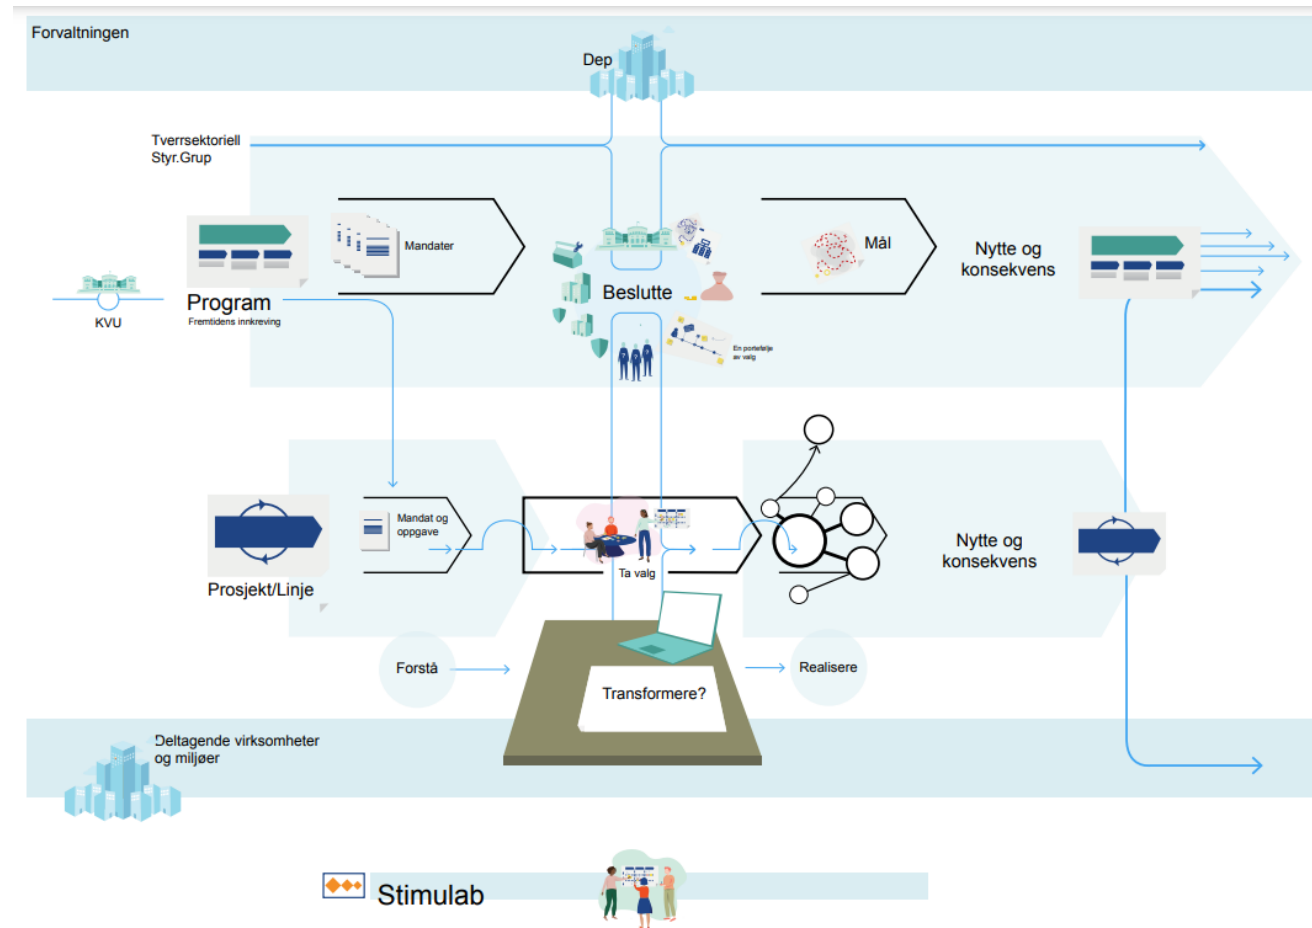 Forvaltningen
Dep
Tverrsektoriell
Styr.Grup
Mandater
Mål
Nytte og
konsekvens
Beslutte
KVU
Program
Fremtidens innkreving
En portefølje
av valg
Mandat og
oppgave
Ta valg
Nytte og
konsekvens
Prosjekt/Linje
Forstå
Transformere?
Realisere
Deltagende virksomheter
og miljøer
Stimulab